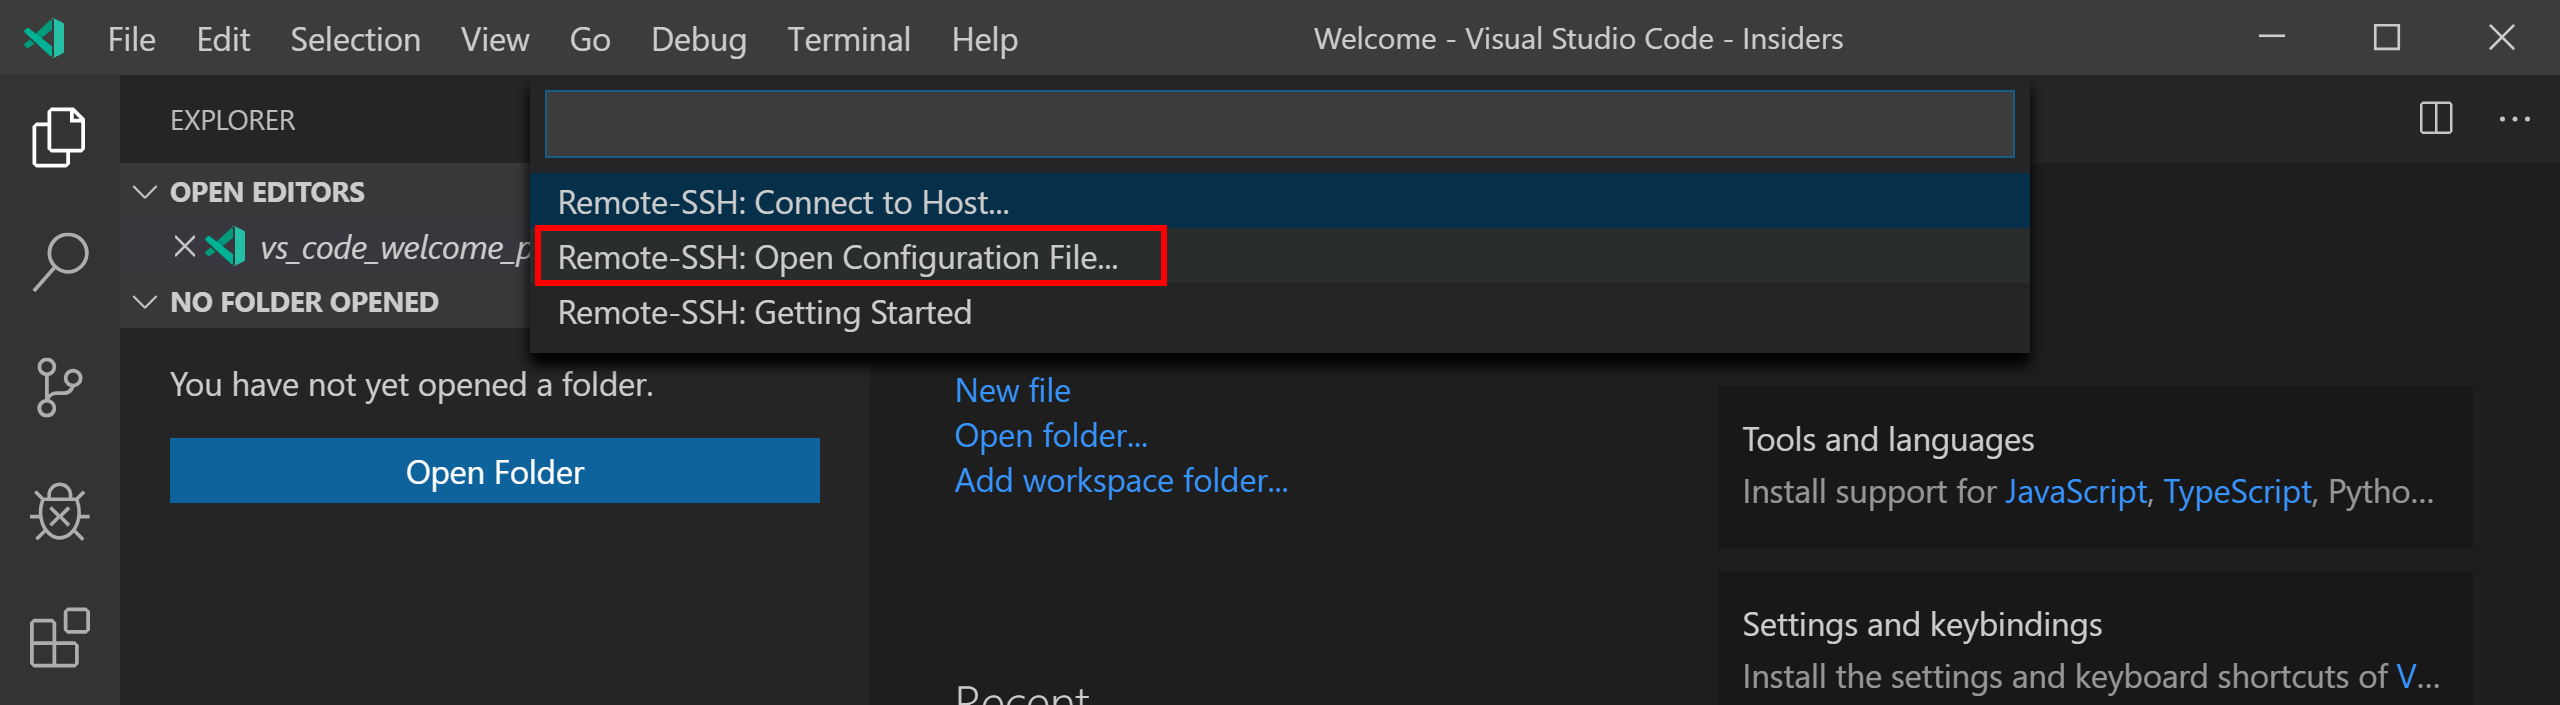 File Edit Selection View Go Debug Terminal Help Welcome - Visual Studio Code - Insiders
EXPLORER
OPEN EDITORS
vs_code_welcome_p
NO FOLDER OPENED
You have not yet opened a folder.
Open Folder
Remote-SSH: Connect to Host...
Remote-SSH: Open Configuration File...
Remote-SSH: Getting Started
New file
Open folder...
Add workspace folder...
Recent
Tools and languages
Install support for JavaScript, TypeScript, Pytho...
Settings and keybindings
Install the settings and keyboard shortcuts of V...